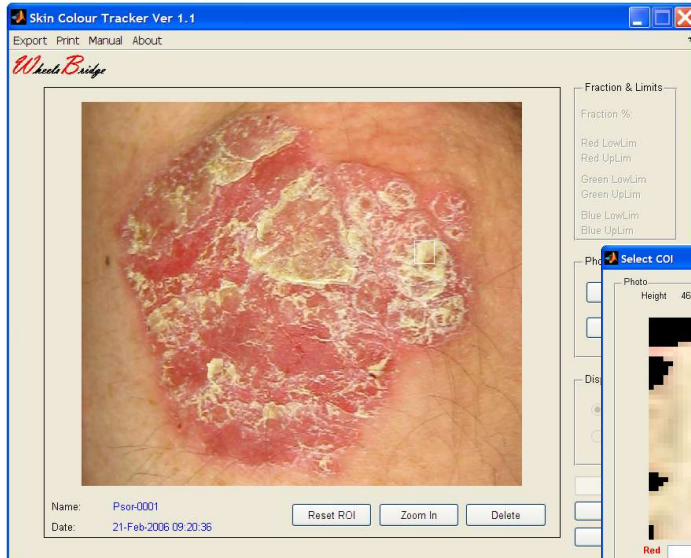 Skin Colour Tracker Ver 1.1
Export Print Manual About
WheelsBridge
Fraction & Limits
Fraction %:
Red LowLim
Red UpLim
Green LowLim
Green UpLim
Blue LowLim
Blue UpLim
Select COI
Photo
Height 46
Name: Psor-0001
Date: 21-Feb-2006 09:20:36
Reset ROI Zoom In Delete
Red